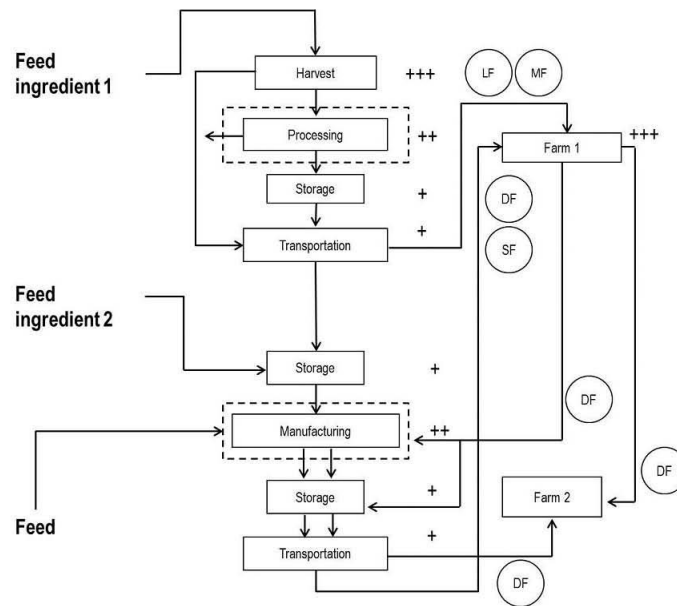 Feed
ingredient 1
Harvest
+++
LF
MF
Processing
++
Farm 1
+++
Storage
+
DF
Transportation
+
SF
Feed
ingredient 2
Storage
+
DF
Manufacturing
++
DF
Storage
+
Farm 2
Feed
Transportation
+
DF